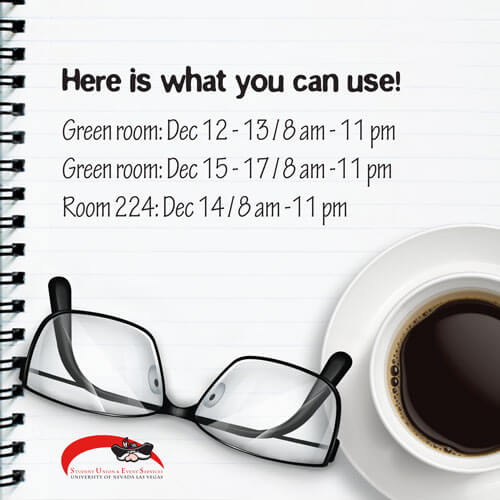 Here is what you can use!
Green room: Dec 12 - 13 / 8 am - 11 pm
Green room: Dec 15 - 17 / 8 am -11 pm
Room 224: Dec 14 / 8 am -11 pm
STUDENT UNION & EVENT SERVICES
UNIVERSITY OF NEVADA LAS VEGAS